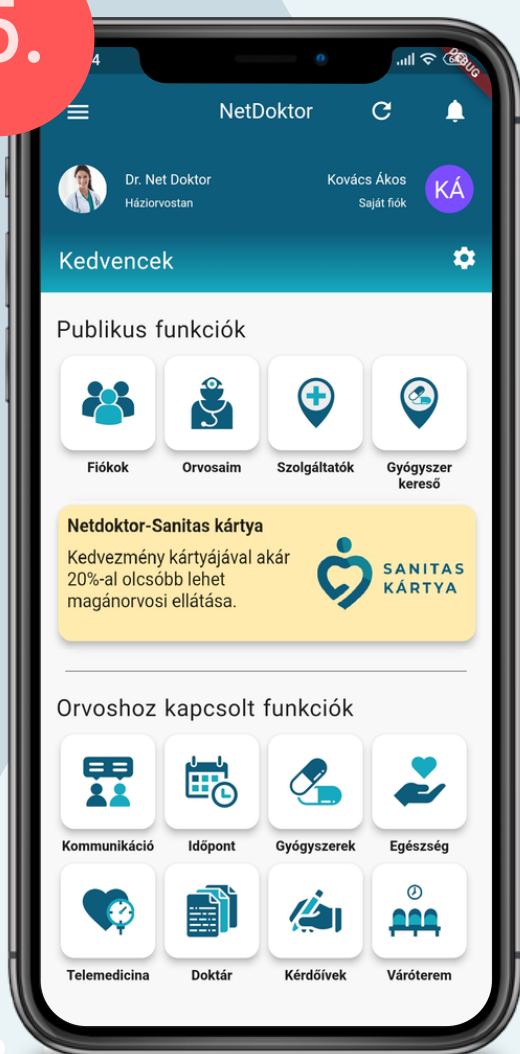 5.
4
DEBUG
NetDoktor
Dr. Net Doktor
Háziorvostan
Kovács Ákos
Saját fiók
KÁ
Kedvencek
Publikus funkciók
Fiókok
Orvosaim
Szolgáltatók
Gyógyszer
kereső
Netdoktor-Sanitas kártya
Kedvezmény kártyájával akár
20%-al olcsóbb lehet
magánorvosi ellátása.
SANITAS
KÁRTYA
Orvoshoz kapcsolt funkciók
Kommunikáció
Időpont
Gyógyszerek
Egészség
Telemedicina
Doktár
Kérdőívek
Váróterem